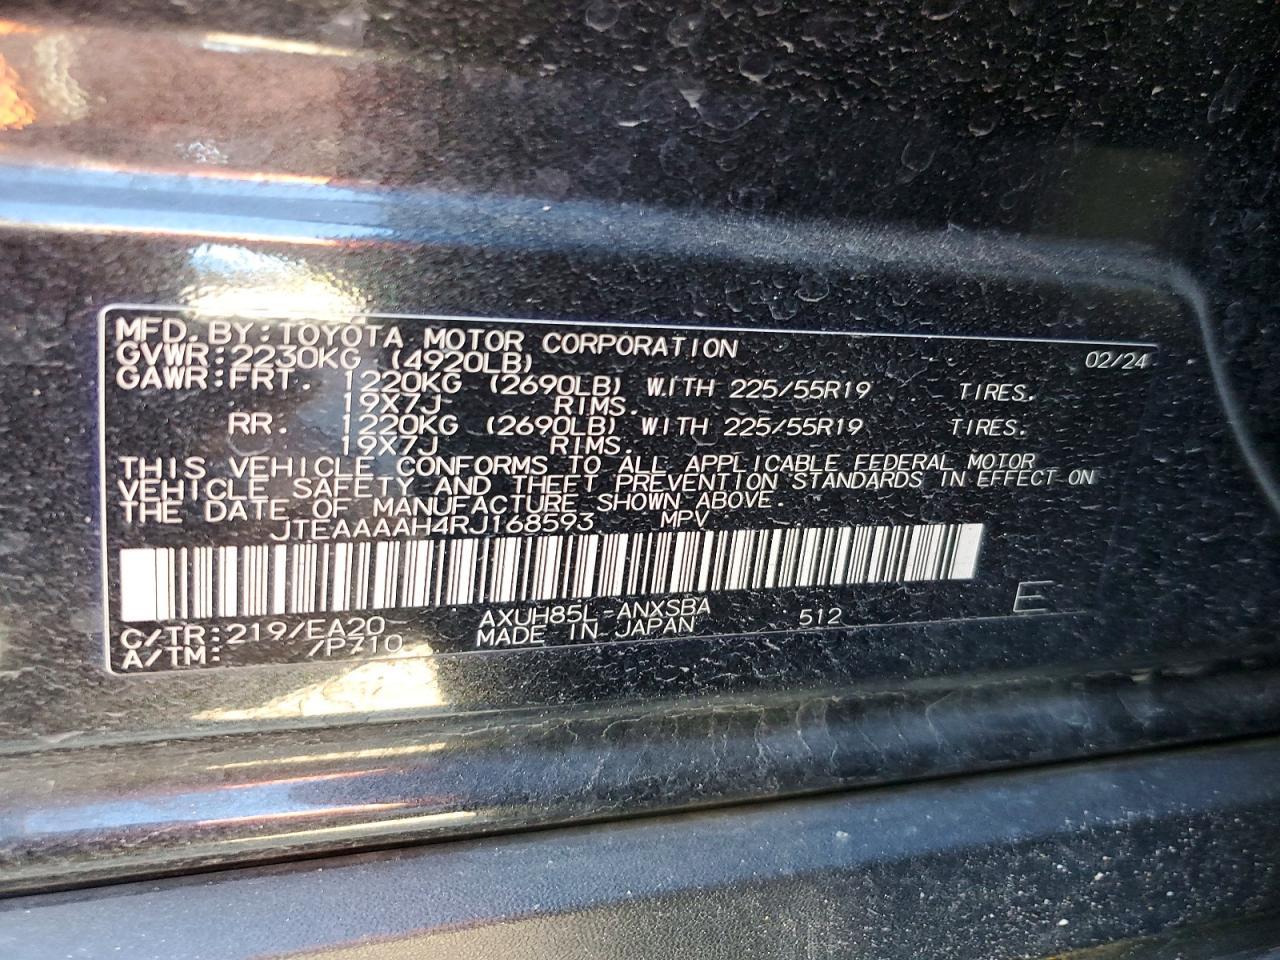 MFD. BY: TOYOTA MOTOR CORPORATION 02/24
GVWR: 2230KG (4920LB)
GAWR: FRT. 1220KG (2690LB) WITH 225/55R19 TIRES.
19X7J RIMS.
RR. 1220KG (2690LB) WITH 225/55R19 TIRES.
19X7J RIMS.
THIS VEHICLE CONFORMS TO ALL APPLICABLE FEDERAL MOTOR
VEHICLE SAFETY AND THEFT PREVENTION STANDARDS IN EFFECT ON
THE DATE OF MANUFACTURE SHOWN ABOVE.
JTEAAAAH4RJ168593 MPV
C/TR: 219/EA20 AXUH85L-ANXSBA 512 E
A/TM: /P710 MADE IN JAPAN